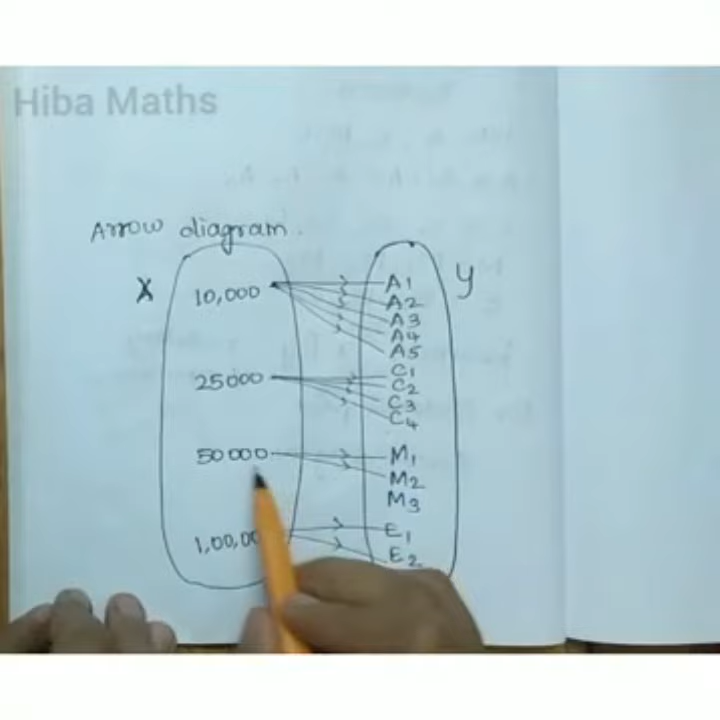 Hiba Maths
Arrow diagram.
X
Y
10,000
A1
A2
A3
A4
A5
25000
C1
C2
C3
C4
50000
M1
M2
M3
E1
E2